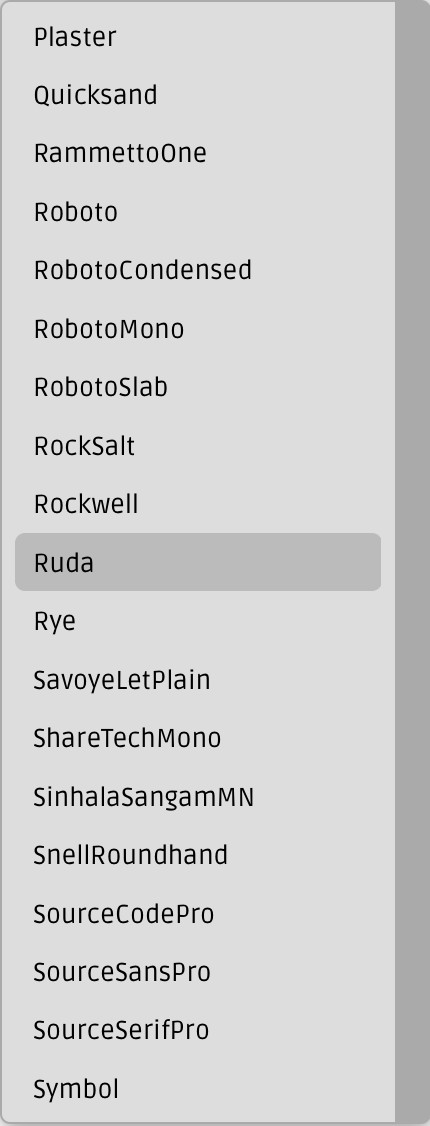 Plaster
Quicksand
RammettoOne
Roboto
RobotoCondensed
RobotoMono
RobotoSlab
RockSalt
Rockwell
Ruda
Rye
SavoyeLetPlain
ShareTechMono
SinhalaSangamMN
SnellRoundhand
SourceCodePro
SourceSansPro
SourceSerifPro
Symbol